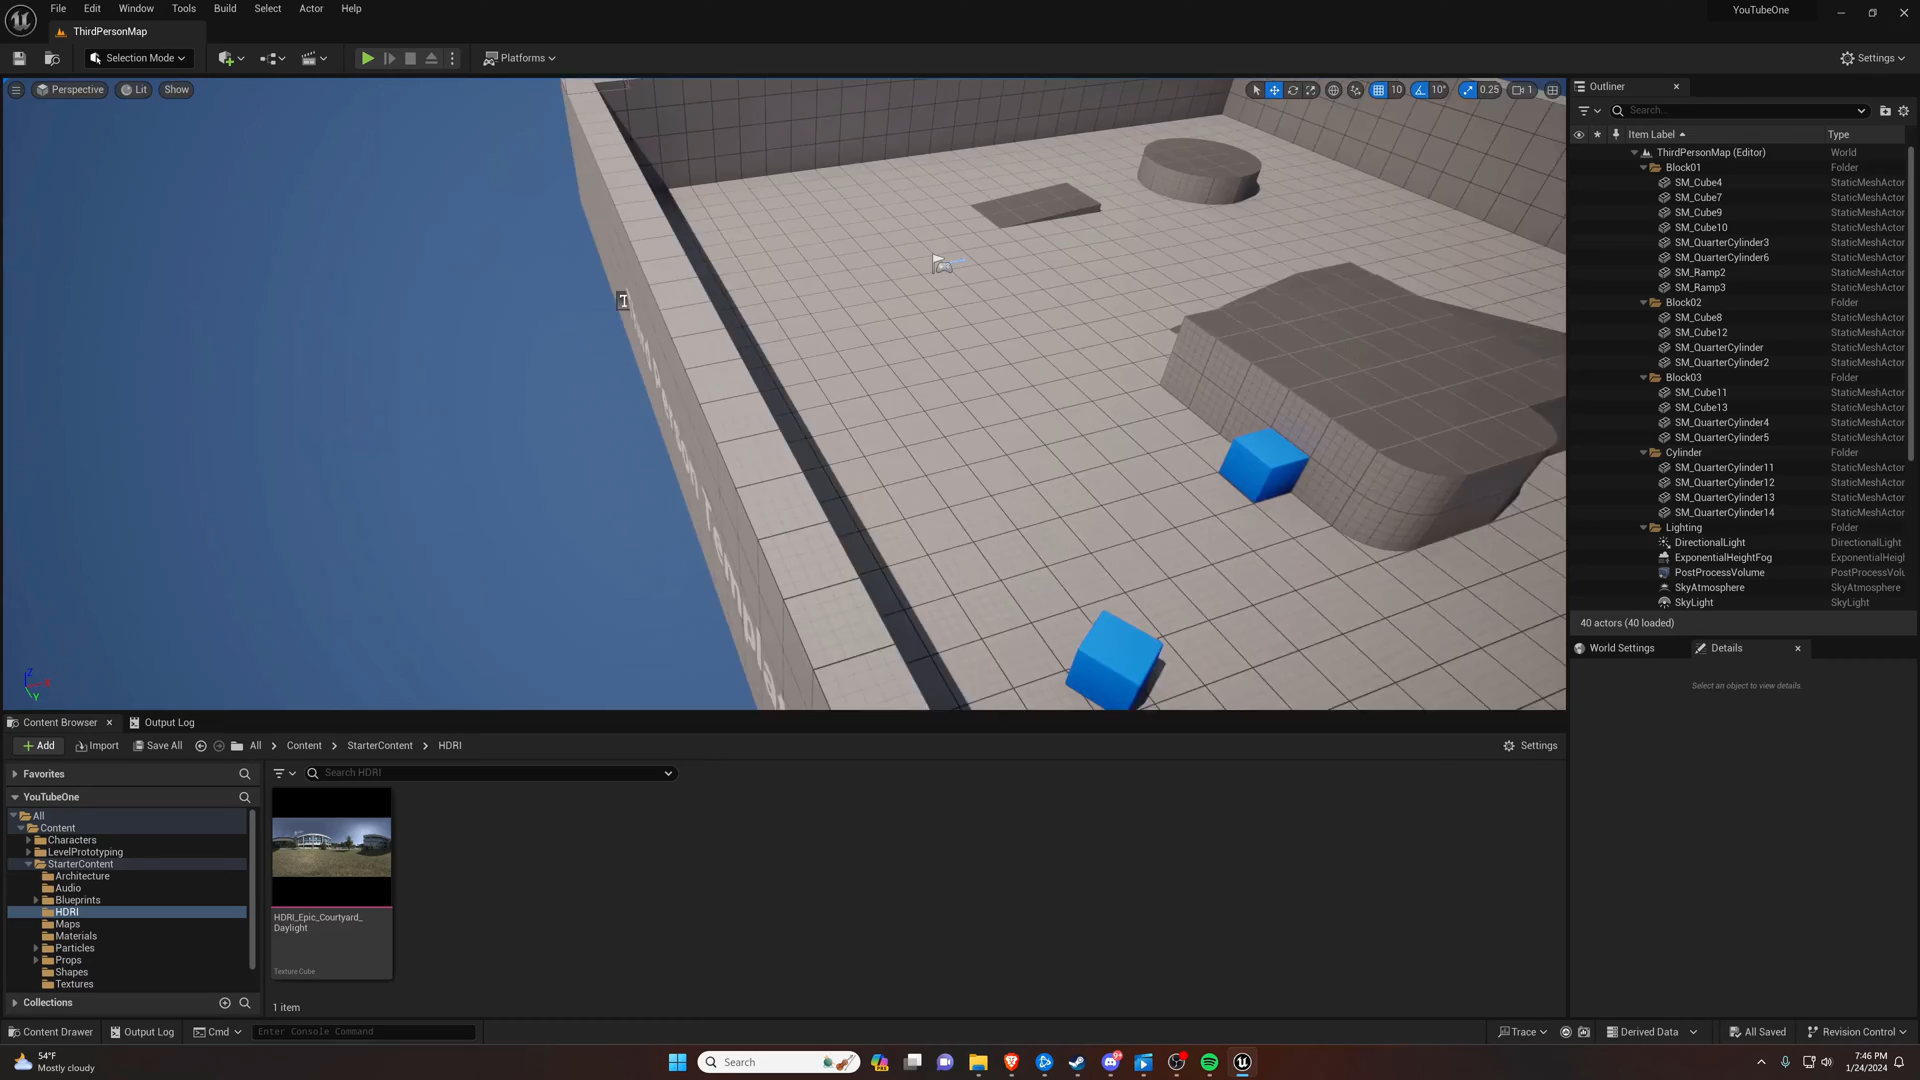 File Edit Window Tools Build Select Actor Help
YouTubeOne
ThirdPersonMap
Selection Mode
Platforms
Settings
Perspective
Lit
Show
10
10°
0.25
1
Outliner
Search...
Item Label
Type
ThirdPersonMap (Editor) World
Block01 Folder
SM_Cube4 StaticMeshActor
SM_Cube7 StaticMeshActor
SM_Cube9 StaticMeshActor
SM_Cube10 StaticMeshActor
SM_QuarterCylinder3 StaticMeshActor
SM_QuarterCylinder6 StaticMeshActor
SM_Ramp2 StaticMeshActor
SM_Ramp3 StaticMeshActor
Block02 Folder
SM_Cube8 StaticMeshActor
SM_Cube12 StaticMeshActor
SM_QuarterCylinder StaticMeshActor
SM_QuarterCylinder2 StaticMeshActor
Block03 Folder
SM_Cube11 StaticMeshActor
SM_Cube13 StaticMeshActor
SM_QuarterCylinder4 StaticMeshActor
SM_QuarterCylinder5 StaticMeshActor
Cylinder Folder
SM_QuarterCylinder11 StaticMeshActor
SM_QuarterCylinder12 StaticMeshActor
SM_QuarterCylinder13 StaticMeshActor
SM_QuarterCylinder14 StaticMeshActor
Lighting Folder
DirectionalLight DirectionalLight
ExponentialHeightFog ExponentialHeigh
PostProcessVolume PostProcessVolu
SkyAtmosphere SkyAtmosphere
SkyLight SkyLight
40 actors (40 loaded)
World Settings
Details
Select an object to view details.
T
Person Template
Z
X
Y
Content Browser
Output Log
Add
Import
Save All
All
Content
StarterContent
HDRI
Settings
Favorites
YouTubeOne
All
Content
Characters
LevelPrototyping
StarterContent
Architecture
Audio
Blueprints
HDRI
Maps
Materials
Particles
Props
Shapes
Textures
Collections
Search HDRI
HDRI_Epic_Courtyard_
Daylight
Texture Cube
1 item
Content Drawer
Output Log
Cmd
Enter Console Command
Trace
Derived Data
All Saved
Revision Control
54°F
Mostly cloudy
Search
7:46 PM
1/24/2024